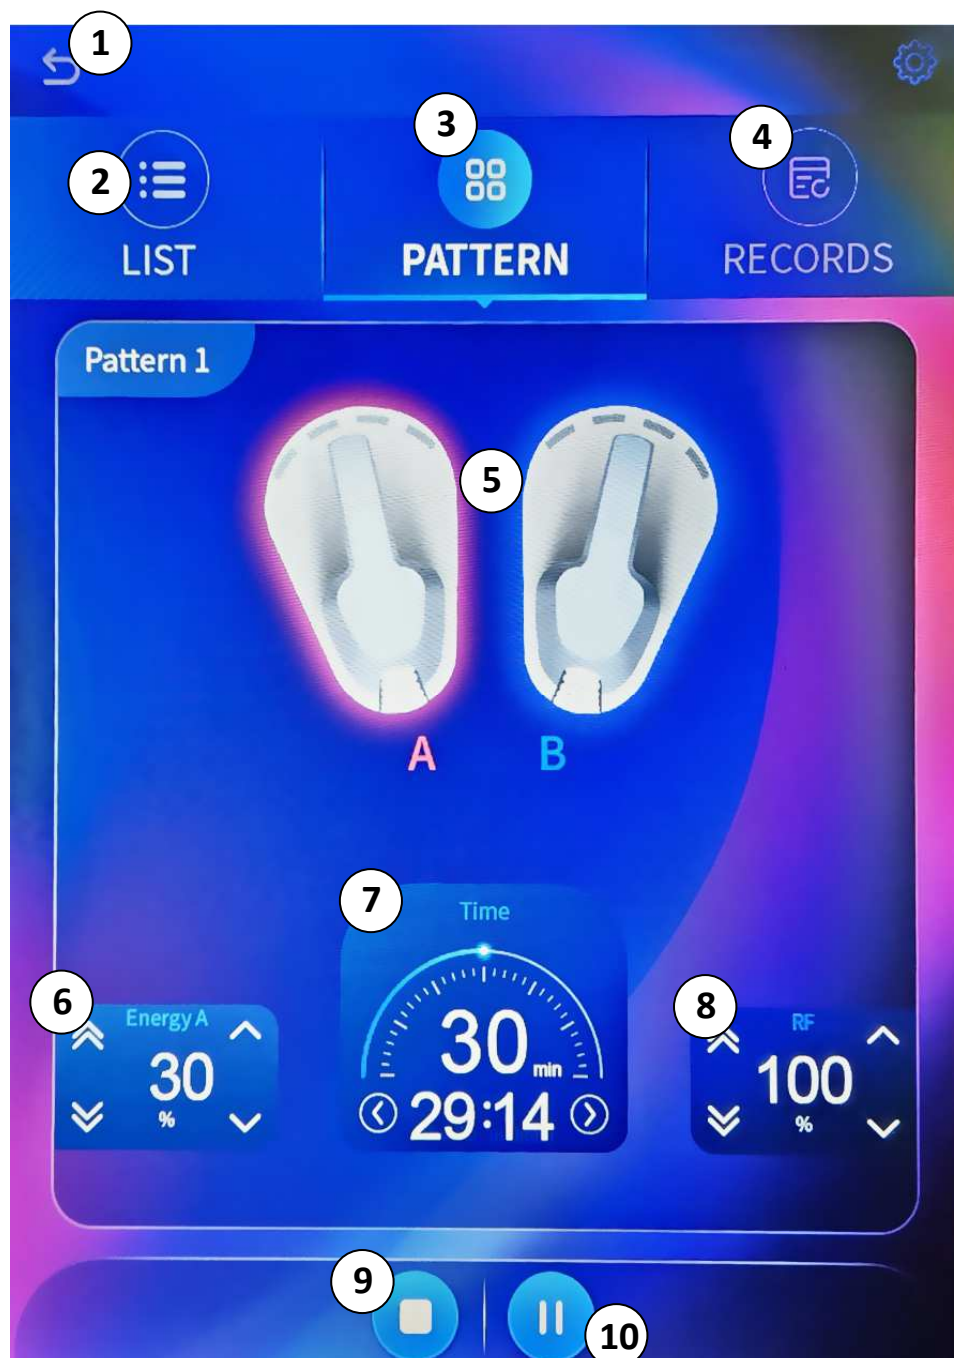 1
2
LIST
3
PATTERN
4
RECORDS
Pattern 1
5
A
B
6
Energy A
30
%
7
Time
30 min
29:14
8
RF
100
%
9
10